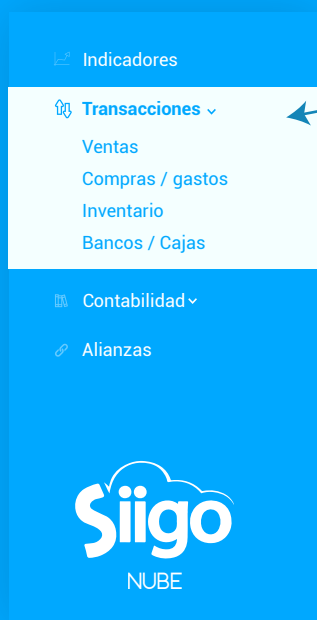 Indicadores
Transacciones
Ventas
Compras / gastos
Inventario
Bancos / Cajas
Contabilidad
Alianzas
Siigo
NUBE